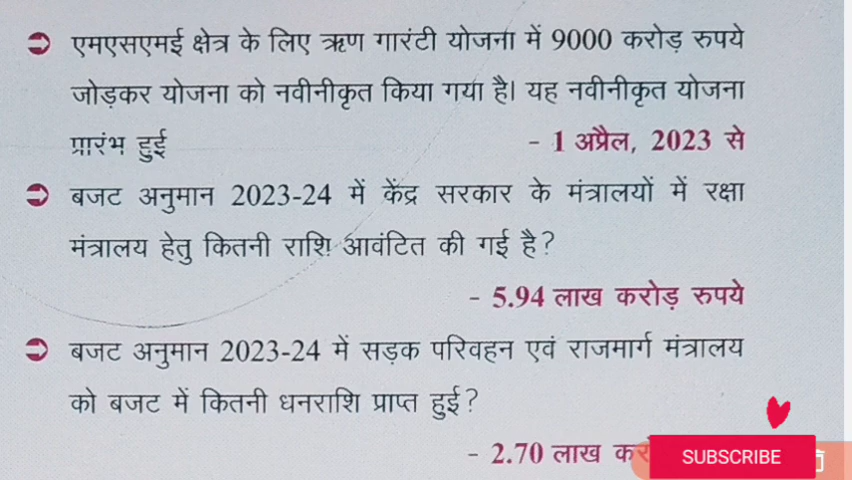 ⮕ एमएसएमई क्षेत्र के लिए ऋण गारंटी योजना में 9000 करोड़ रुपये
जोड़कर योजना को नवीनीकृत किया गया है। यह नवीनीकृत योजना
प्रारंभ हुई - 1 अप्रैल, 2023 से
⮕ बजट अनुमान 2023-24 में केंद्र सरकार के मंत्रालयों में रक्षा
मंत्रालय हेतु कितनी राशि आवंटित की गई है?
- 5.94 लाख करोड़ रुपये
⮕ बजट अनुमान 2023-24 में सड़क परिवहन एवं राजमार्ग मंत्रालय
को बजट में कितनी धनराशि प्राप्त हुई?
- 2.70 लाख
SUBSCRIBE